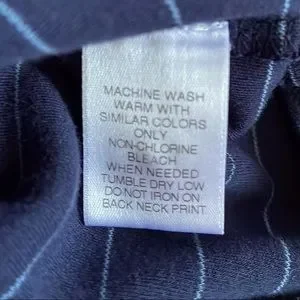 MACHINE WASH
WARM WITH
SIMILAR COLORS
ONLY
NON-CHLORINE
BLEACH
WHEN NEEDED
TUMBLE DRY LOW
DO NOT IRON ON
BACK NECK PRINT